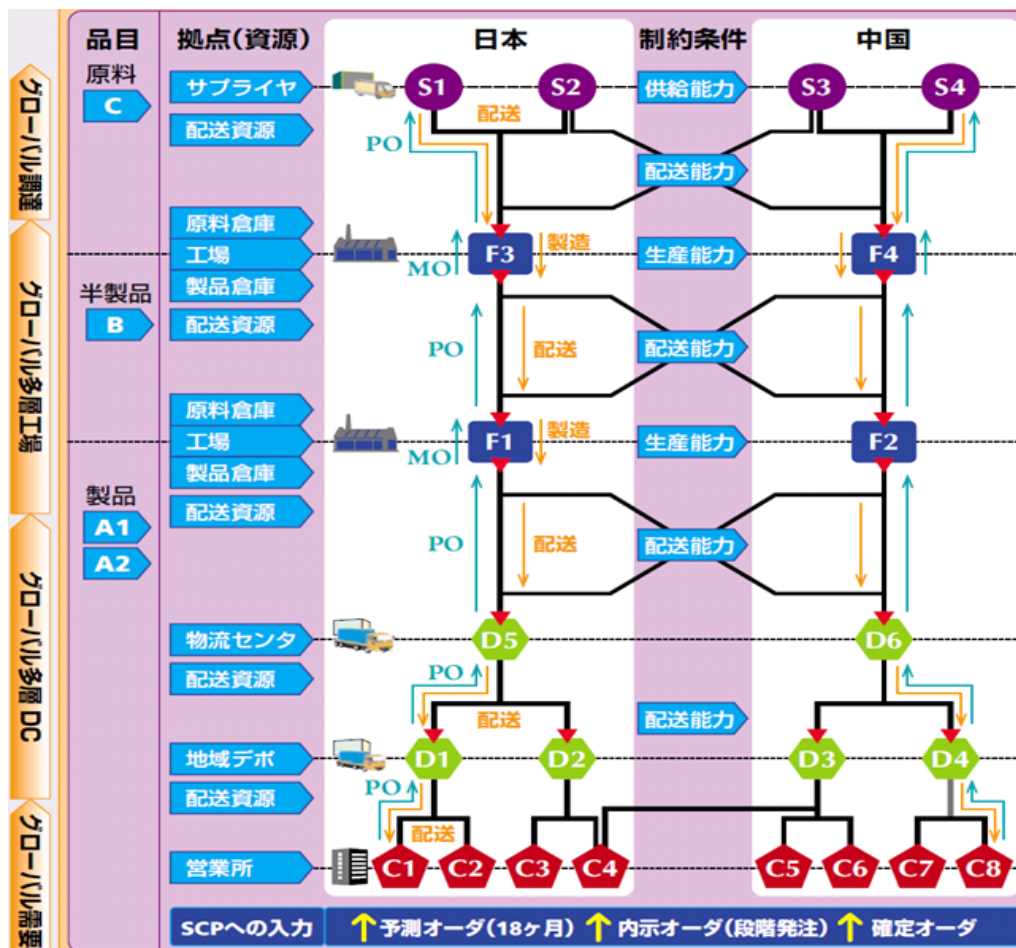 品目
拠点(資源)
日本
制約条件
中国
グローバル調達
グローバル多層工場
グローバル多層DC
グローバル需要
原料
C
サプライヤ
S1
S2
供給能力
S3
S4
配送
配送資源
PO
配送能力
原料倉庫
工場
F3
製造
生産能力
F4
MO
製品倉庫
半製品
B
配送資源
PO
配送
配送能力
原料倉庫
工場
F1
製造
生産能力
F2
MO
製品倉庫
製品
A1
A2
配送資源
PO
配送
配送能力
物流センタ
D5
D6
配送資源
PO
配送
配送能力
地域デポ
D1
D2
D3
D4
配送資源
PO
配送
営業所
C1
C2
C3
C4
C5
C6
C7
C8
SCPへの入力
予測オーダ(18ヶ月)
内示オーダ(段階発注)
確定オーダ